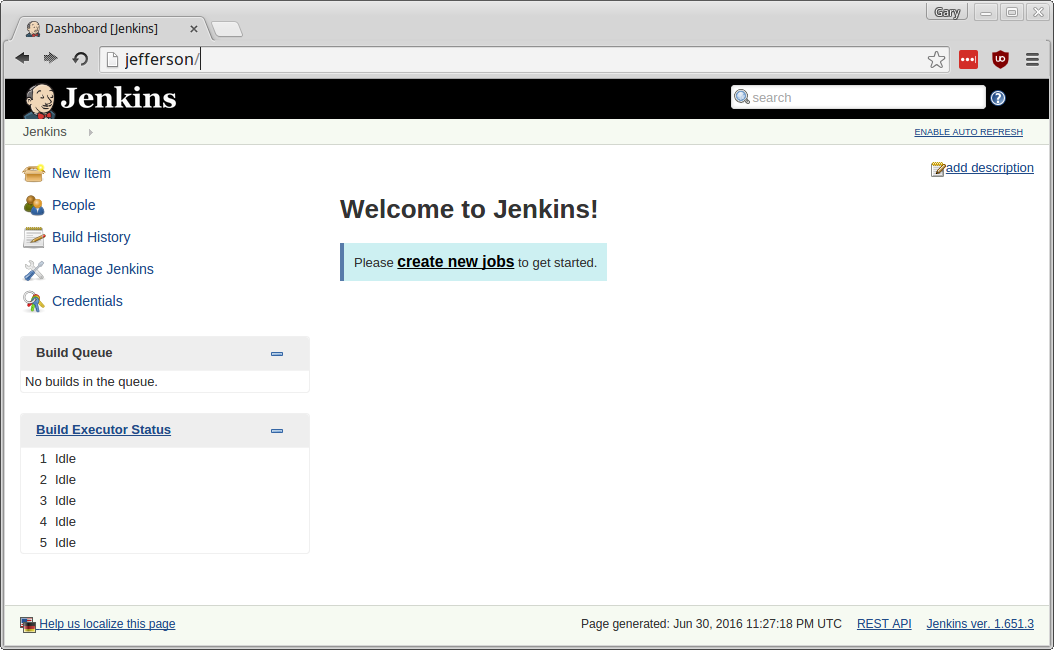 Gary
Dashboard [Jenkins]
jefferson/
Jenkins
search
Jenkins
ENABLE AUTO REFRESH
New Item
People
Build History
Manage Jenkins
Credentials
add description
Welcome to Jenkins!
Please create new jobs to get started.
Build Queue
No builds in the queue.
Build Executor Status
1 Idle
2 Idle
3 Idle
4 Idle
5 Idle
Help us localize this page
Page generated: Jun 30, 2016 11:27:18 PM UTC
REST API
Jenkins ver. 1.651.3